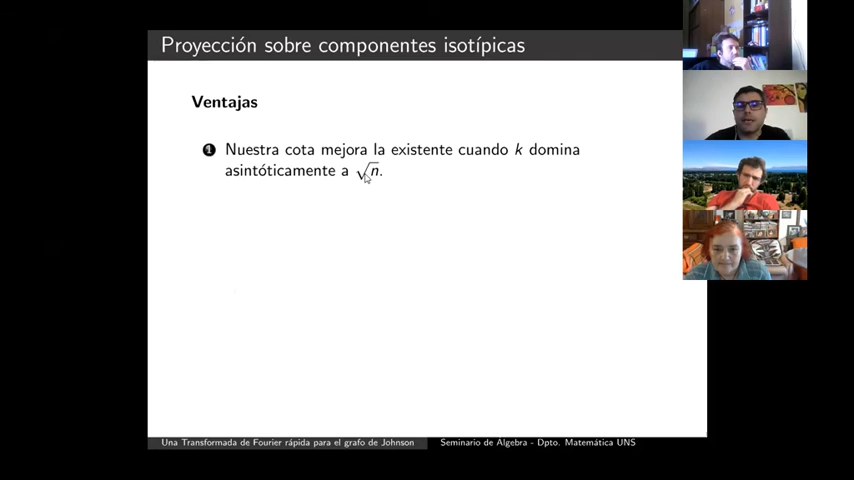 Proyección sobre componentes isotípicas
Ventajas
1 Nuestra cota mejora la existente cuando k domina
asintóticamente a √n.
Una Transformada de Fourier rápida para el grafo de Johnson
Seminario de Álgebra - Dpto. Matemática UNS